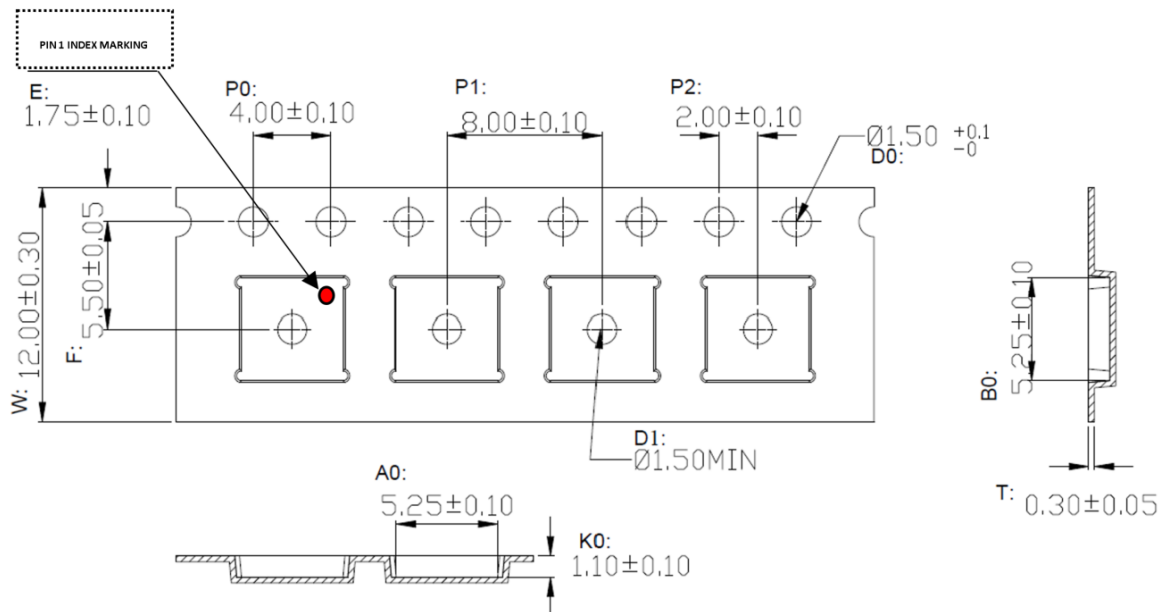 PIN 1 INDEX MARKING
E:
1.75±0.10
P0:
4.00±0.10
P1:
8.00±0.10
P2:
2.00±0.10
Ø1.50 +0.1 -0
D0:
W: 12.00±0.30
F: 5.50±0.05
D1:
Ø1.50MIN
B0: 5.25±0.10
T: 0.30±0.05
A0:
5.25±0.10
K0:
1.10±0.10